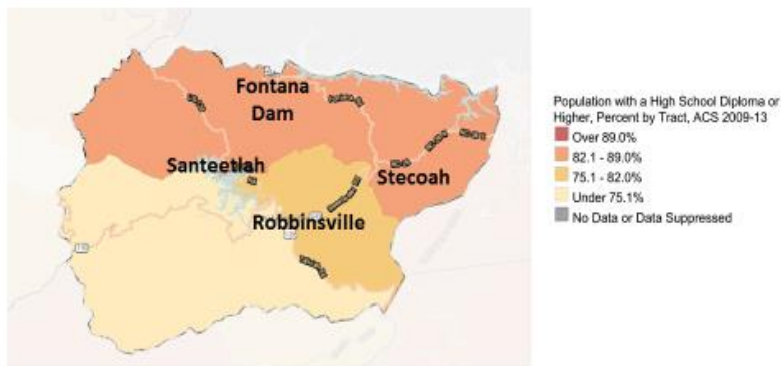 Fontana
Dam
Santeetlah
Stecoah
Robbinsville
Population with a High School Diploma or
Higher, Percent by Tract, ACS 2009-13
Over 89.0%
82.1 - 89.0%
75.1 - 82.0%
Under 75.1%
No Data or Data Suppressed